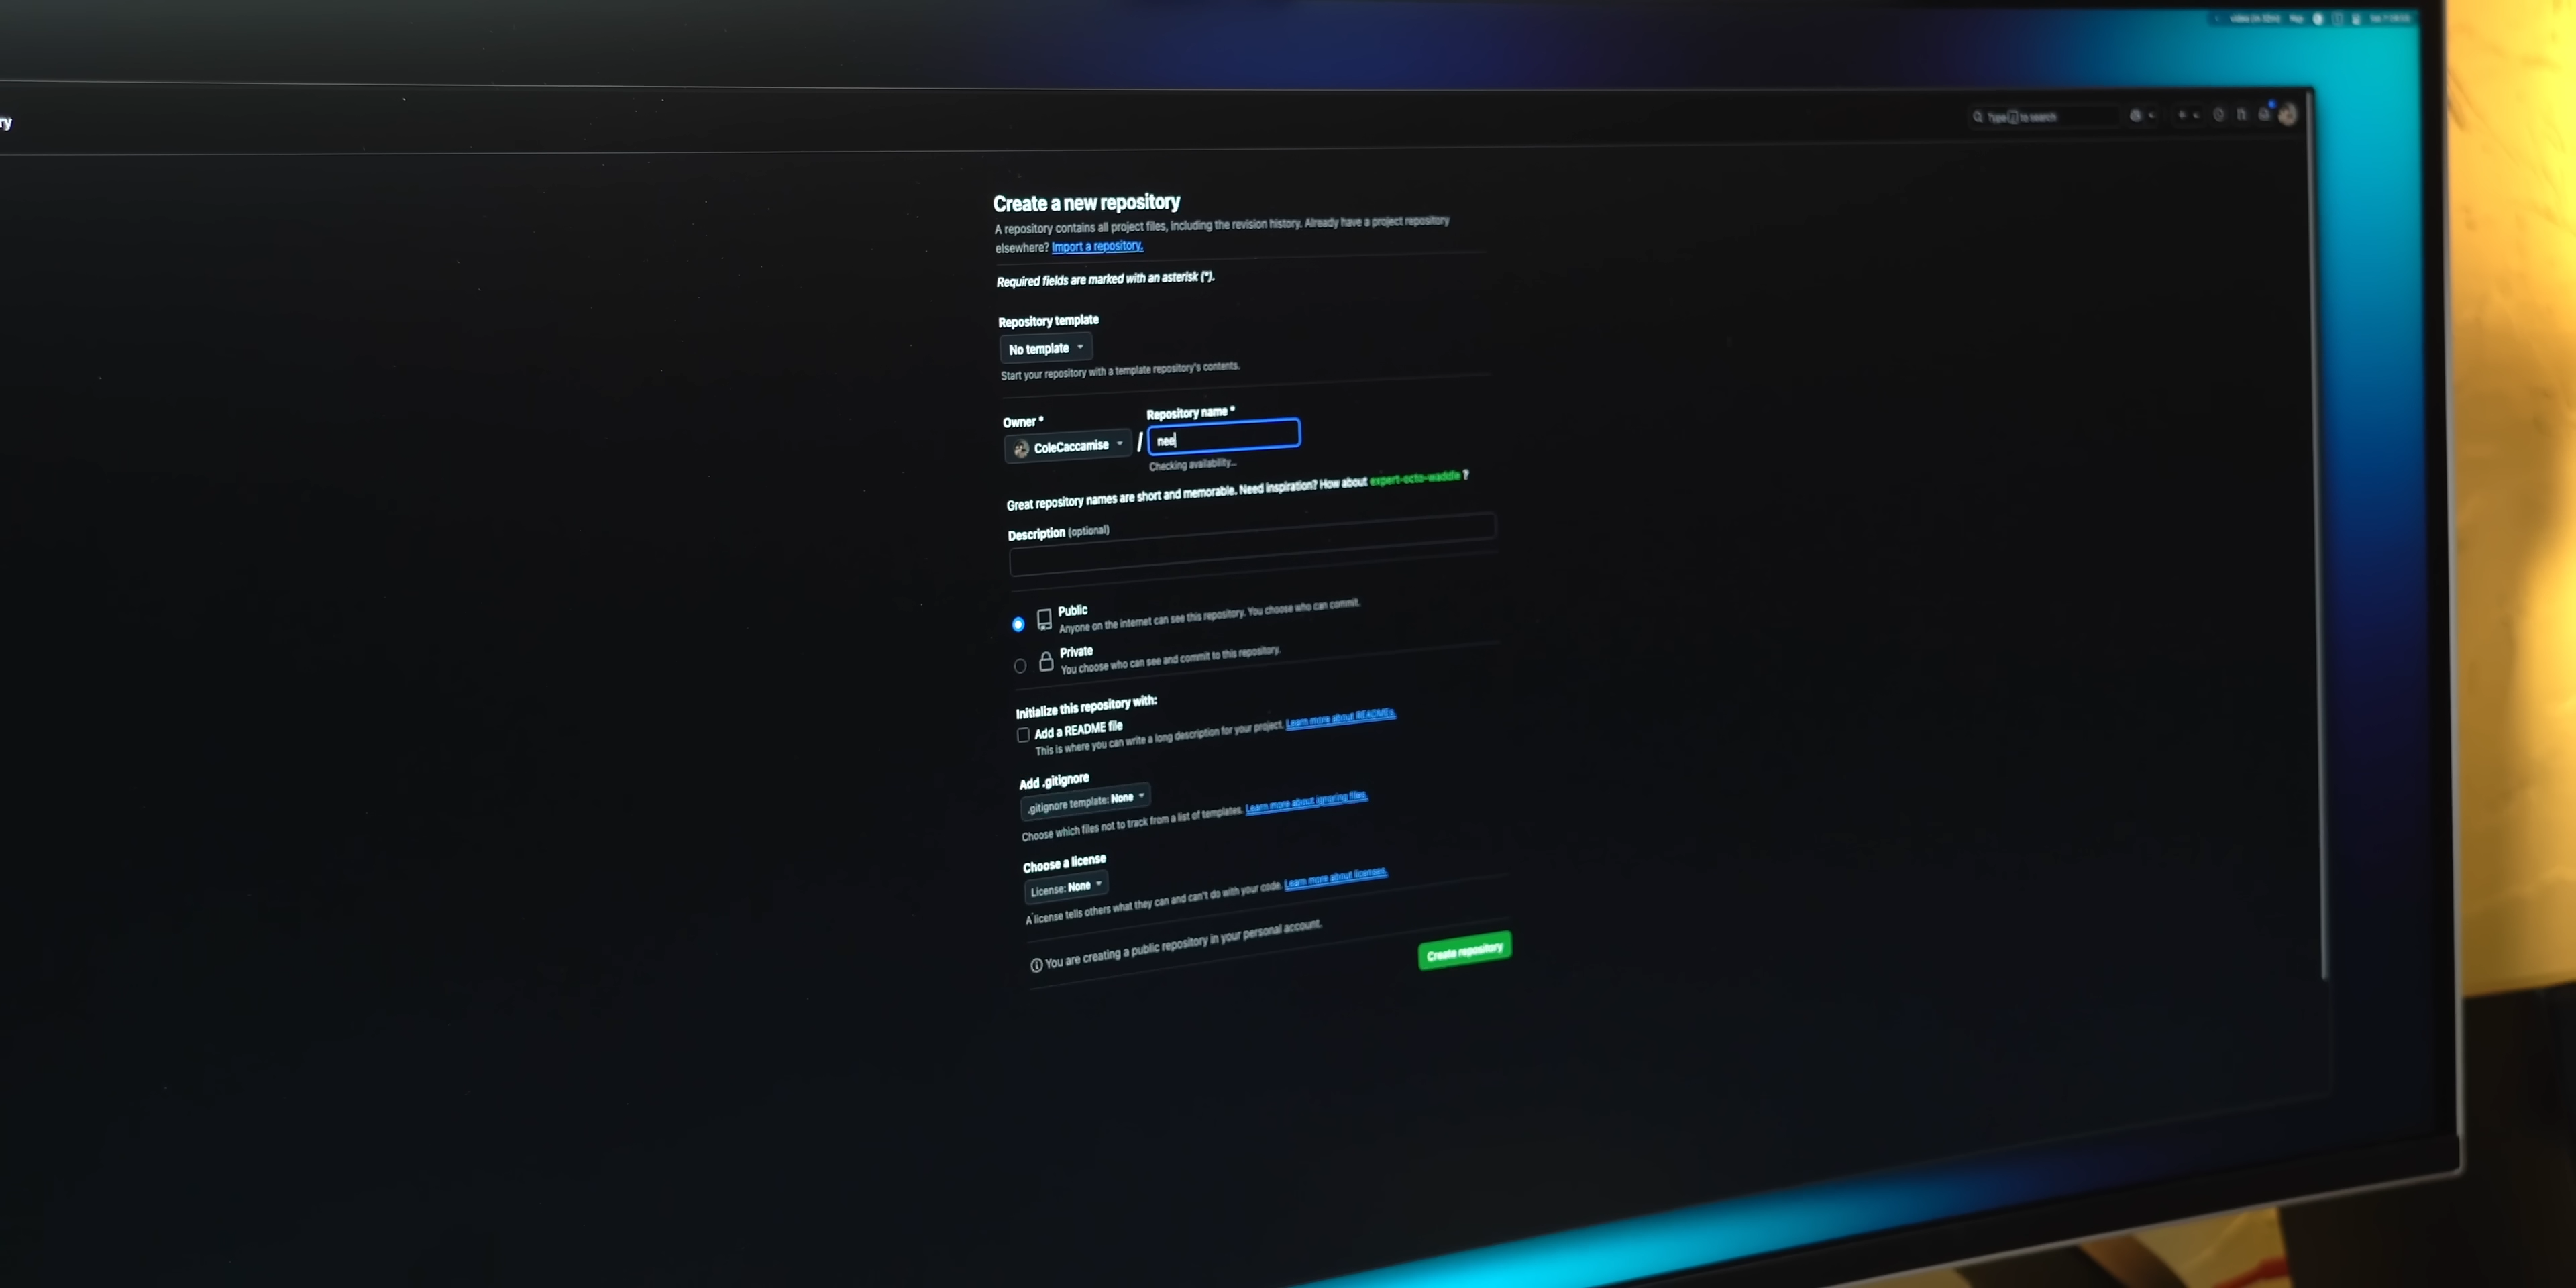 ry
Type / to search
Create a new repository
A repository contains all project files, including the revision history. Already have a project repository
elsewhere? Import a repository.
Required fields are marked with an asterisk (*).
Repository template
No template
Start your repository with a template repository's contents.
Owner *
Repository name *
ColeCaccamise / nee
Checking availability...
Great repository names are short and memorable. Need inspiration? How about expert-octo-waddle ?
Description (optional)
Public
Anyone on the internet can see this repository. You choose who can commit.
Private
You choose who can see and commit to this repository.
Initialize this repository with:
Add a README file
This is where you can write a long description for your project. Learn more about READMEs.
Add .gitignore
.gitignore template: None
Choose which files not to track from a list of templates. Learn more about ignoring files.
Choose a license
License: None
A license tells others what they can and can't do with your code. Learn more about licenses.
You are creating a public repository in your personal account.
Create repository